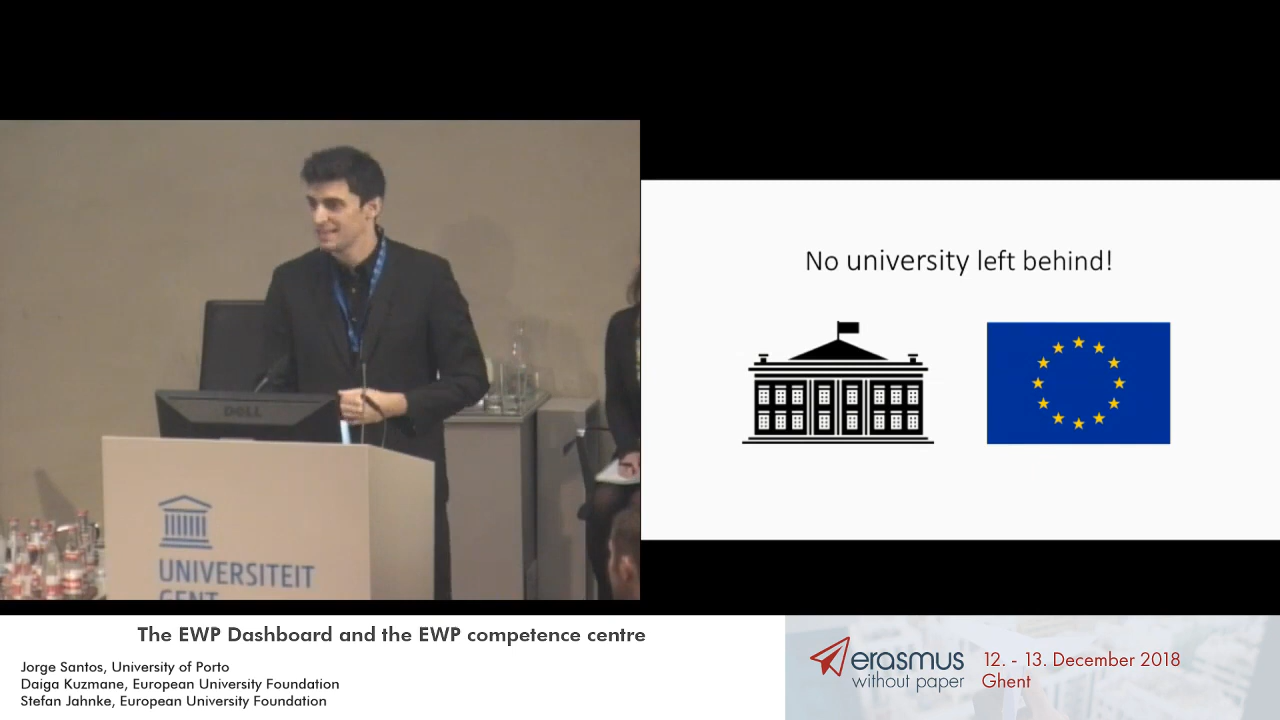 DELL
UNIVERSITEIT
GENT
No university left behind!
The EWP Dashboard and the EWP competence centre
Jorge Santos, University of Porto
Daiga Kuzmane, European University Foundation
Stefan Jahnke, European University Foundation
erasmus
without paper
12. - 13. December 2018
Ghent